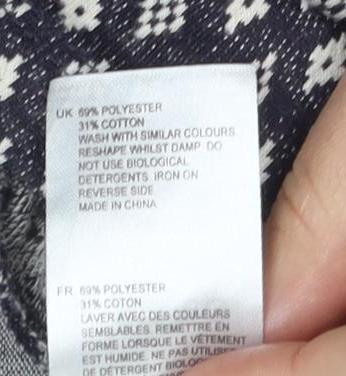 UK 69% POLYESTER
31% COTTON
WASH WITH SIMILAR COLOURS.
RESHAPE WHILST DAMP. DO
NOT USE BIOLOGICAL
DETERGENTS. IRON ON
REVERSE SIDE
MADE IN CHINA
FR 69% POLYESTER
31% COTON
LAVER AVEC DES COULEURS
SEMBLABLES. REMETTRE EN
FORME LORSQUE LE VÊTEMENT
EST HUMIDE. NE PAS UTILISER
DE DÉTERGENT